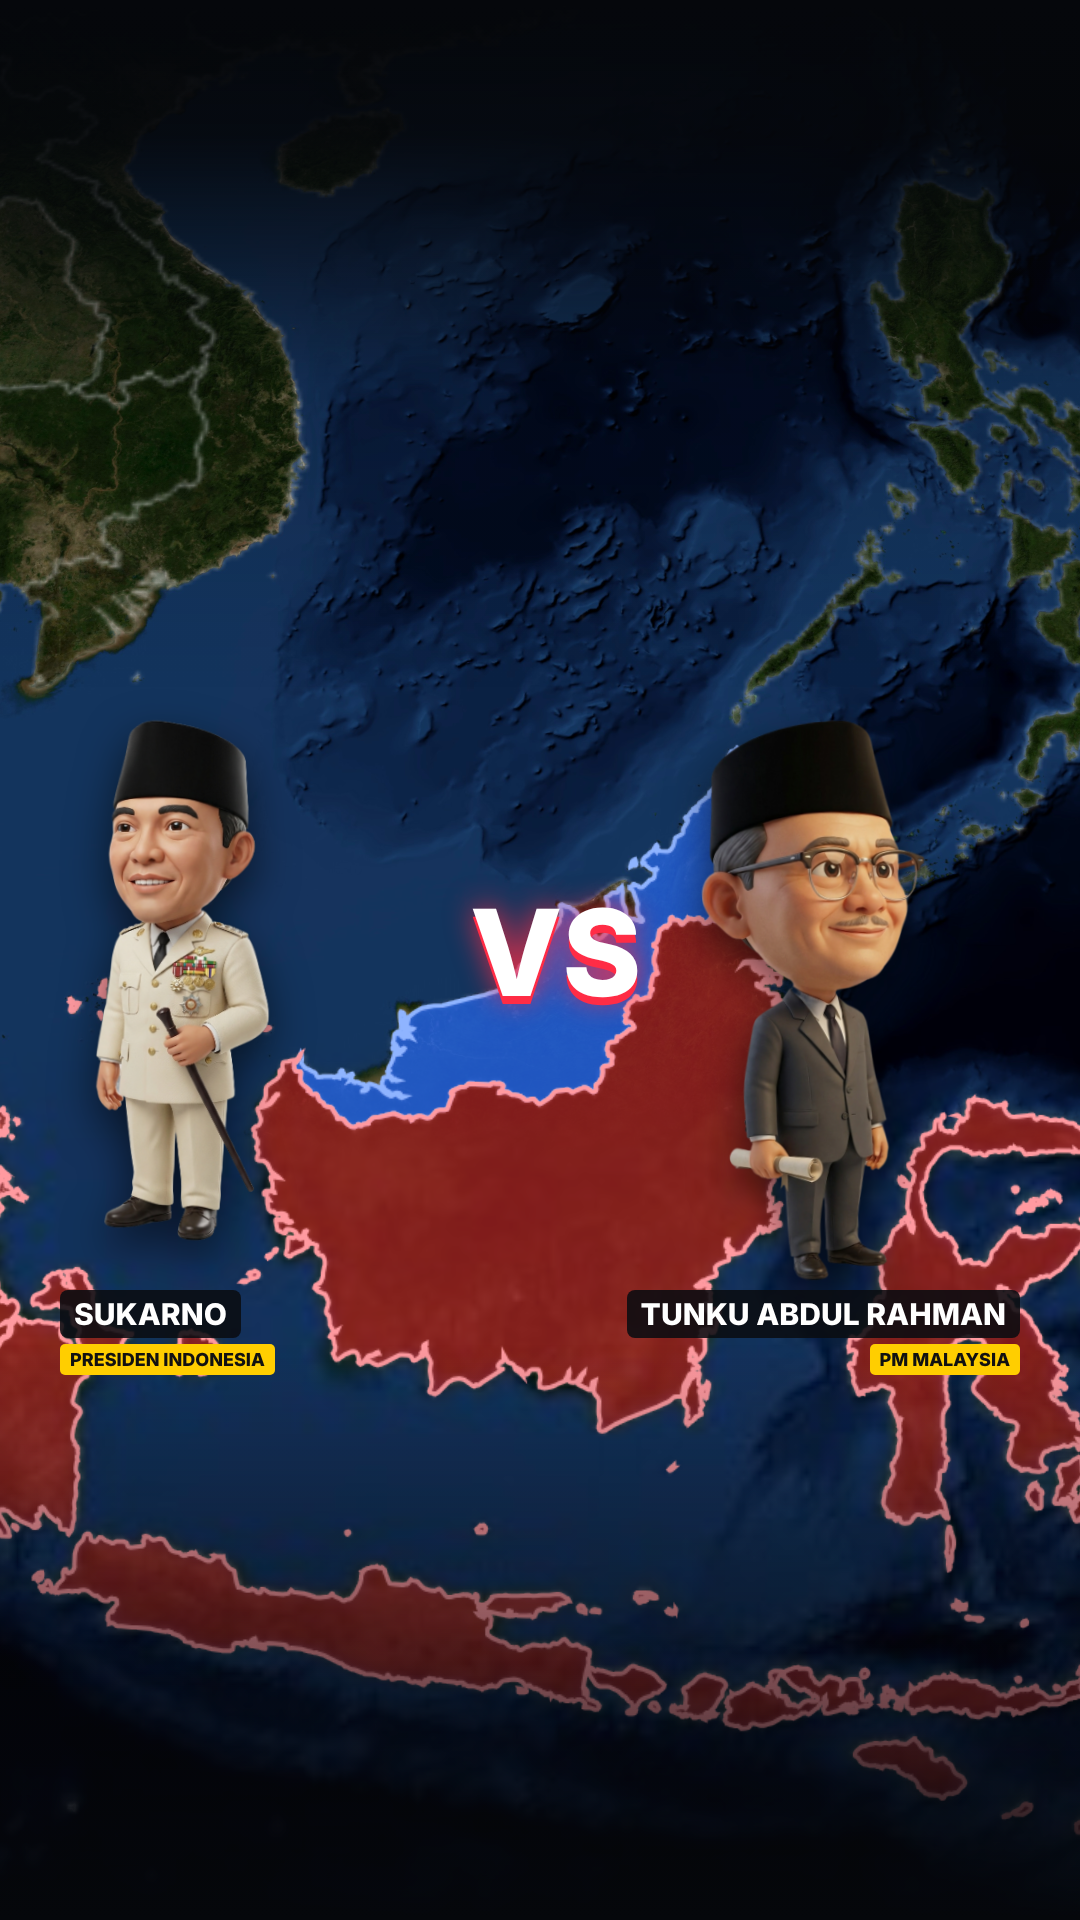 VS
SUKARNO
PRESIDEN INDONESIA
TUNKU ABDUL RAHMAN
PM MALAYSIA